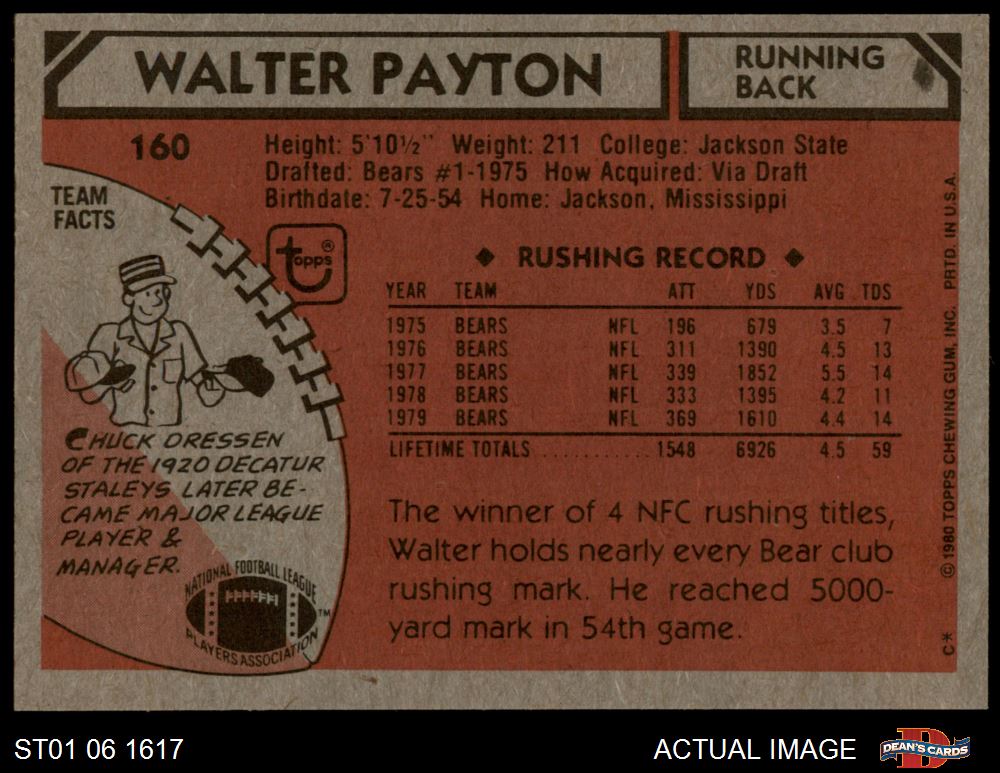 WALTER PAYTON
RUNNING
BACK
160
Height: 5'10½" Weight: 211 College: Jackson State
Drafted: Bears #1-1975 How Acquired: Via Draft
Birthdate: 7-25-54 Home: Jackson, Mississippi
TEAM
FACTS
topps®
◆ RUSHING RECORD ◆
YEAR TEAM ATT YDS AVG TDS
1975 BEARS NFL 196 679 3.5 7
1976 BEARS NFL 311 1390 4.5 13
1977 BEARS NFL 339 1852 5.5 14
1978 BEARS NFL 333 1395 4.2 11
1979 BEARS NFL 369 1610 4.4 14
LIFETIME TOTALS ........... 1548 6926 4.5 59
CHUCK DRESSEN
OF THE 1920 DECATUR
STALEYS LATER BE-
CAME MAJOR LEAGUE
PLAYER &
MANAGER.
NATIONAL FOOTBALL LEAGUE
PLAYERS ASSOCIATION
TM
The winner of 4 NFC rushing titles,
Walter holds nearly every Bear club
rushing mark. He reached 5000-
yard mark in 54th game.
C* © 1980 TOPPS CHEWING GUM, INC. PRTD. IN U.S.A.
ST01 06 1617
ACTUAL IMAGE
DEAN'S CARDS